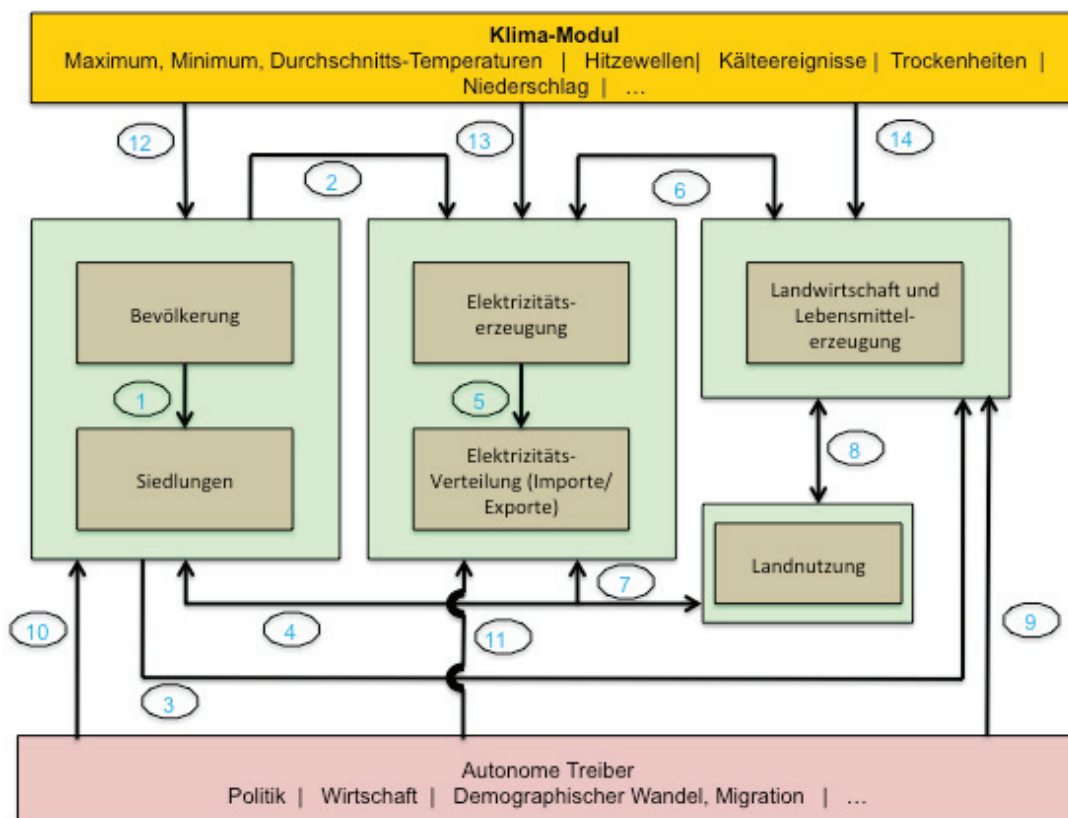 Klima-Modul
Maximum, Minimum, Durchschnitts-Temperaturen | Hitzewellen| Kälteereignisse | Trockenheiten |
Niederschlag | ...
12
13
14
2
6
Bevölkerung
Elektrizitäts-
erzeugung
Landwirtschaft und
Lebensmittel-
erzeugung
1
5
Siedlungen
Elektrizitäts-
Verteilung (Importe/
Exporte)
8
Landnutzung
7
10
4
11
9
3
Autonome Treiber
Politik | Wirtschaft | Demographischer Wandel, Migration | ...